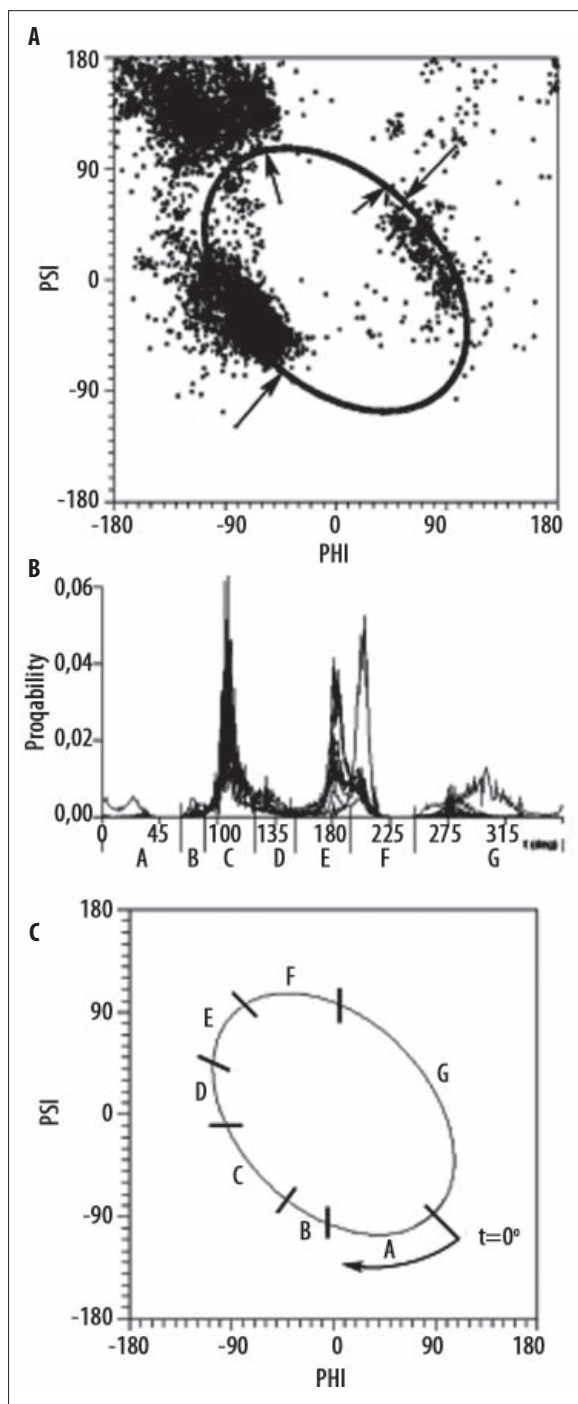 A
180
90
0
-90
-180
PSI
-180 -90 0 90 180
PHI
B
0,06
0,04
0,02
0,00
Proqability
0 45 100 135 180 225 275 315 t (deg)
A B C D E F G
C
180
90
0
-90
-180
PSI
F
E
G
D
C
B
A
t=0°
-180 -90 0 90 180
PHI